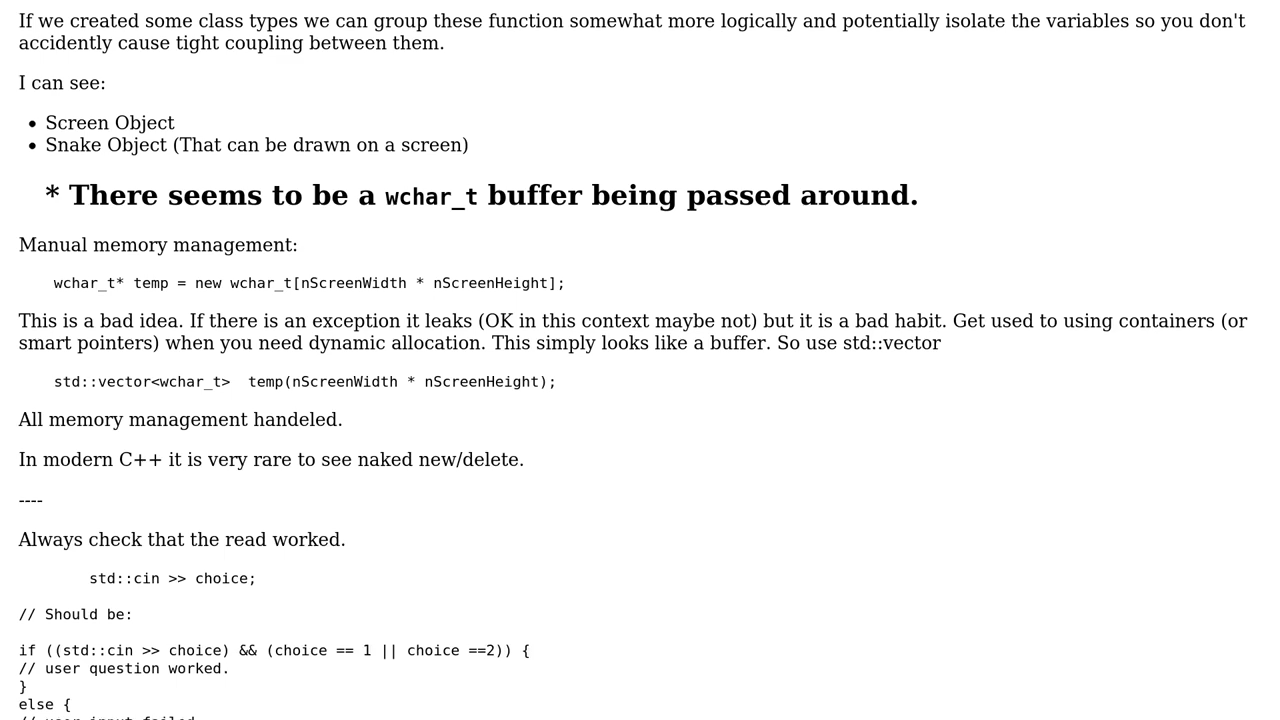 If we created some class types we can group these function somewhat more logically and potentially isolate the variables so you don't
accidently cause tight coupling between them.
I can see:
• Screen Object
• Snake Object (That can be drawn on a screen)
* There seems to be a wchar_t buffer being passed around.
Manual memory management:
wchar_t* temp = new wchar_t[nScreenWidth * nScreenHeight];
This is a bad idea. If there is an exception it leaks (OK in this context maybe not) but it is a bad habit. Get used to using containers (or
smart pointers) when you need dynamic allocation. This simply looks like a buffer. So use std::vector
std::vector<wchar_t>  temp(nScreenWidth * nScreenHeight);
All memory management handeled.
In modern C++ it is very rare to see naked new/delete.
----
Always check that the read worked.
std::cin >> choice;
// Should be:
if ((std::cin >> choice) && (choice == 1 || choice ==2)) {
// user question worked.
}
else {
// user input failed